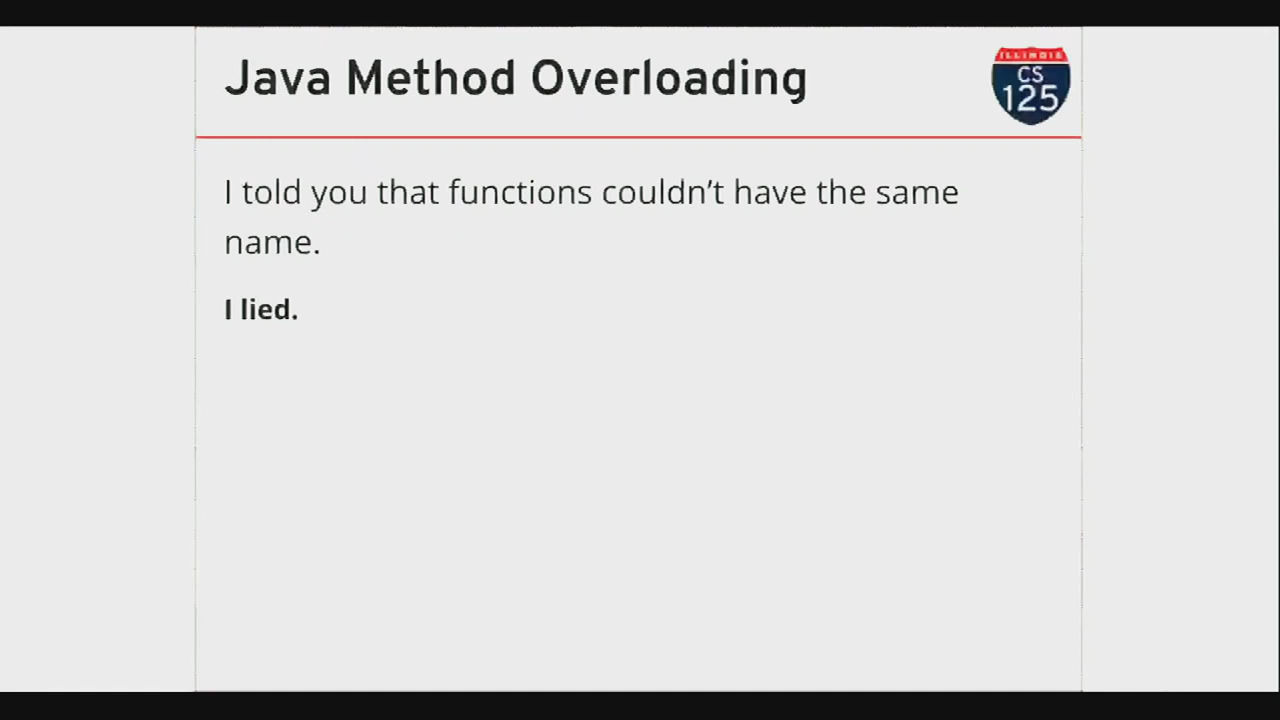 Java Method Overloading
ILLINOIS
CS
125
I told you that functions couldn’t have the same
name.
I lied.